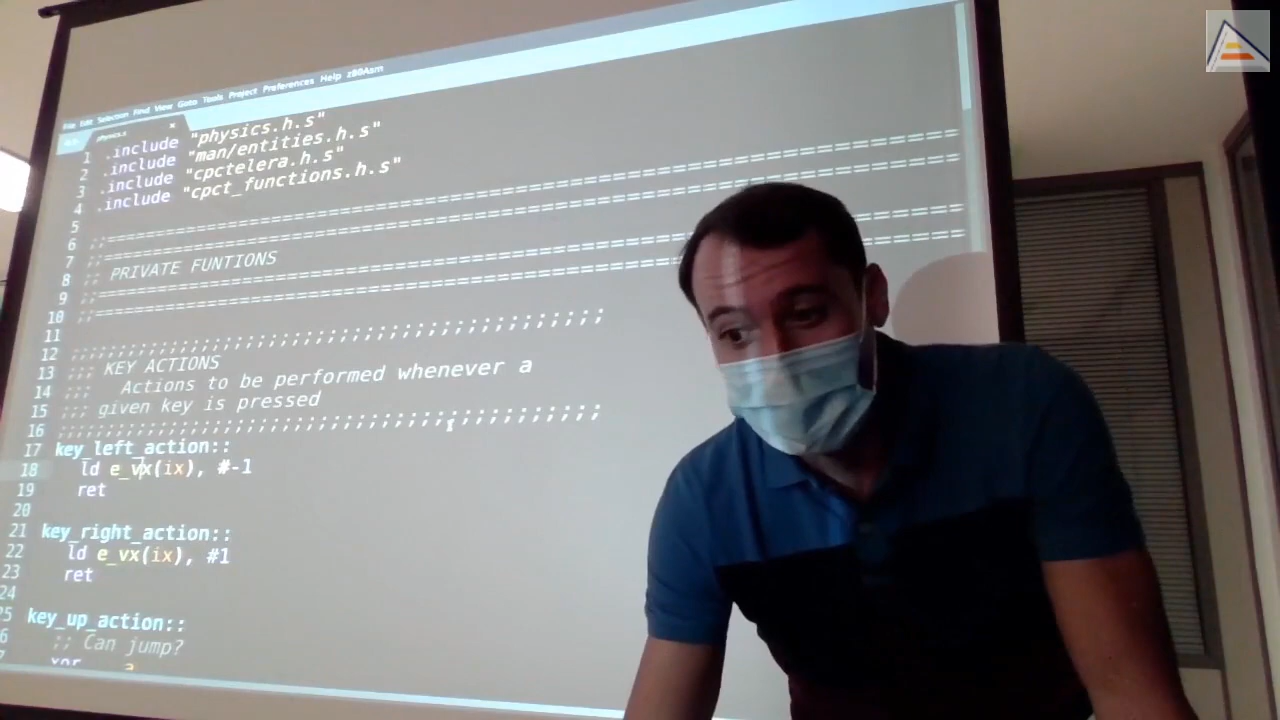 File Edit Selection Find View Goto Tools Project Preferences Help z80Asm
physics.s ×
1 .include "physics.h.s"
2 .include "man/entities.h.s"
3 .include "cpctelera.h.s"
4 .include "cpct_functions.h.s"
5
6 ;;====================================================================
7 ;;====================================================================
8 ;; PRIVATE FUNTIONS
9 ;;====================================================================
10 ;;====================================================================
11
12 ;;;;;;;;;;;;;;;;;;;;;;;;;;;;;;;;;;;;;;;;;;;
13 ;;; KEY ACTIONS
14 ;;;   Actions to be performed whenever a
15 ;;; given key is pressed
16 ;;;;;;;;;;;;;;;;;;;;;;;;;;;;;;;;;;;;;;;;;;;
17 key_left_action::
18 ld e_vx(ix), #-1
19 ret
20
21 key_right_action::
22 ld e_vx(ix), #1
23 ret
24
25 key_up_action::
6 ;; Can jump?
7 xor a